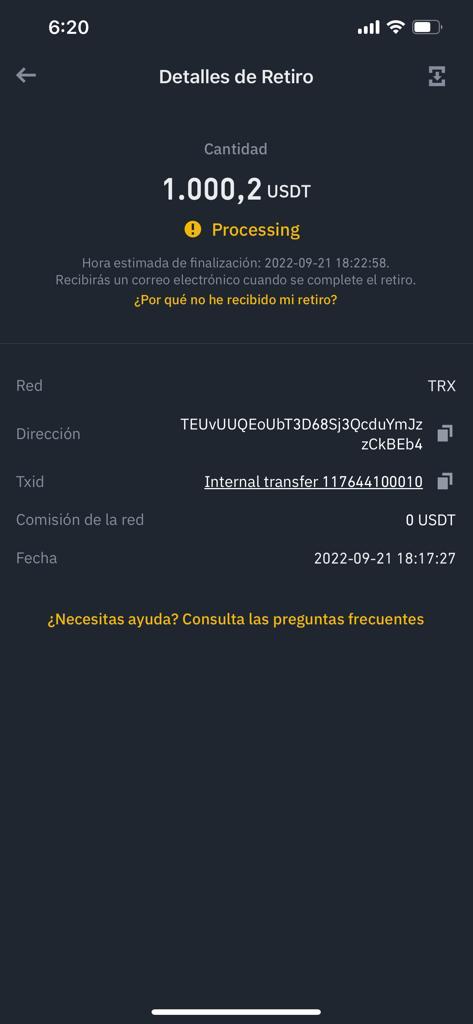 6:20
Detalles de Retiro
Cantidad
1.000,2 USDT
Processing
Hora estimada de finalización: 2022-09-21 18:22:58.
Recibirás un correo electrónico cuando se complete el retiro.
¿Por qué no he recibido mi retiro?
Red TRX
Dirección TEUvUUQEoUbT3D68Sj3QcduYmJz
zCkBEb4
Txid Internal transfer 117644100010
Comisión de la red 0 USDT
Fecha 2022-09-21 18:17:27
¿Necesitas ayuda? Consulta las preguntas frecuentes